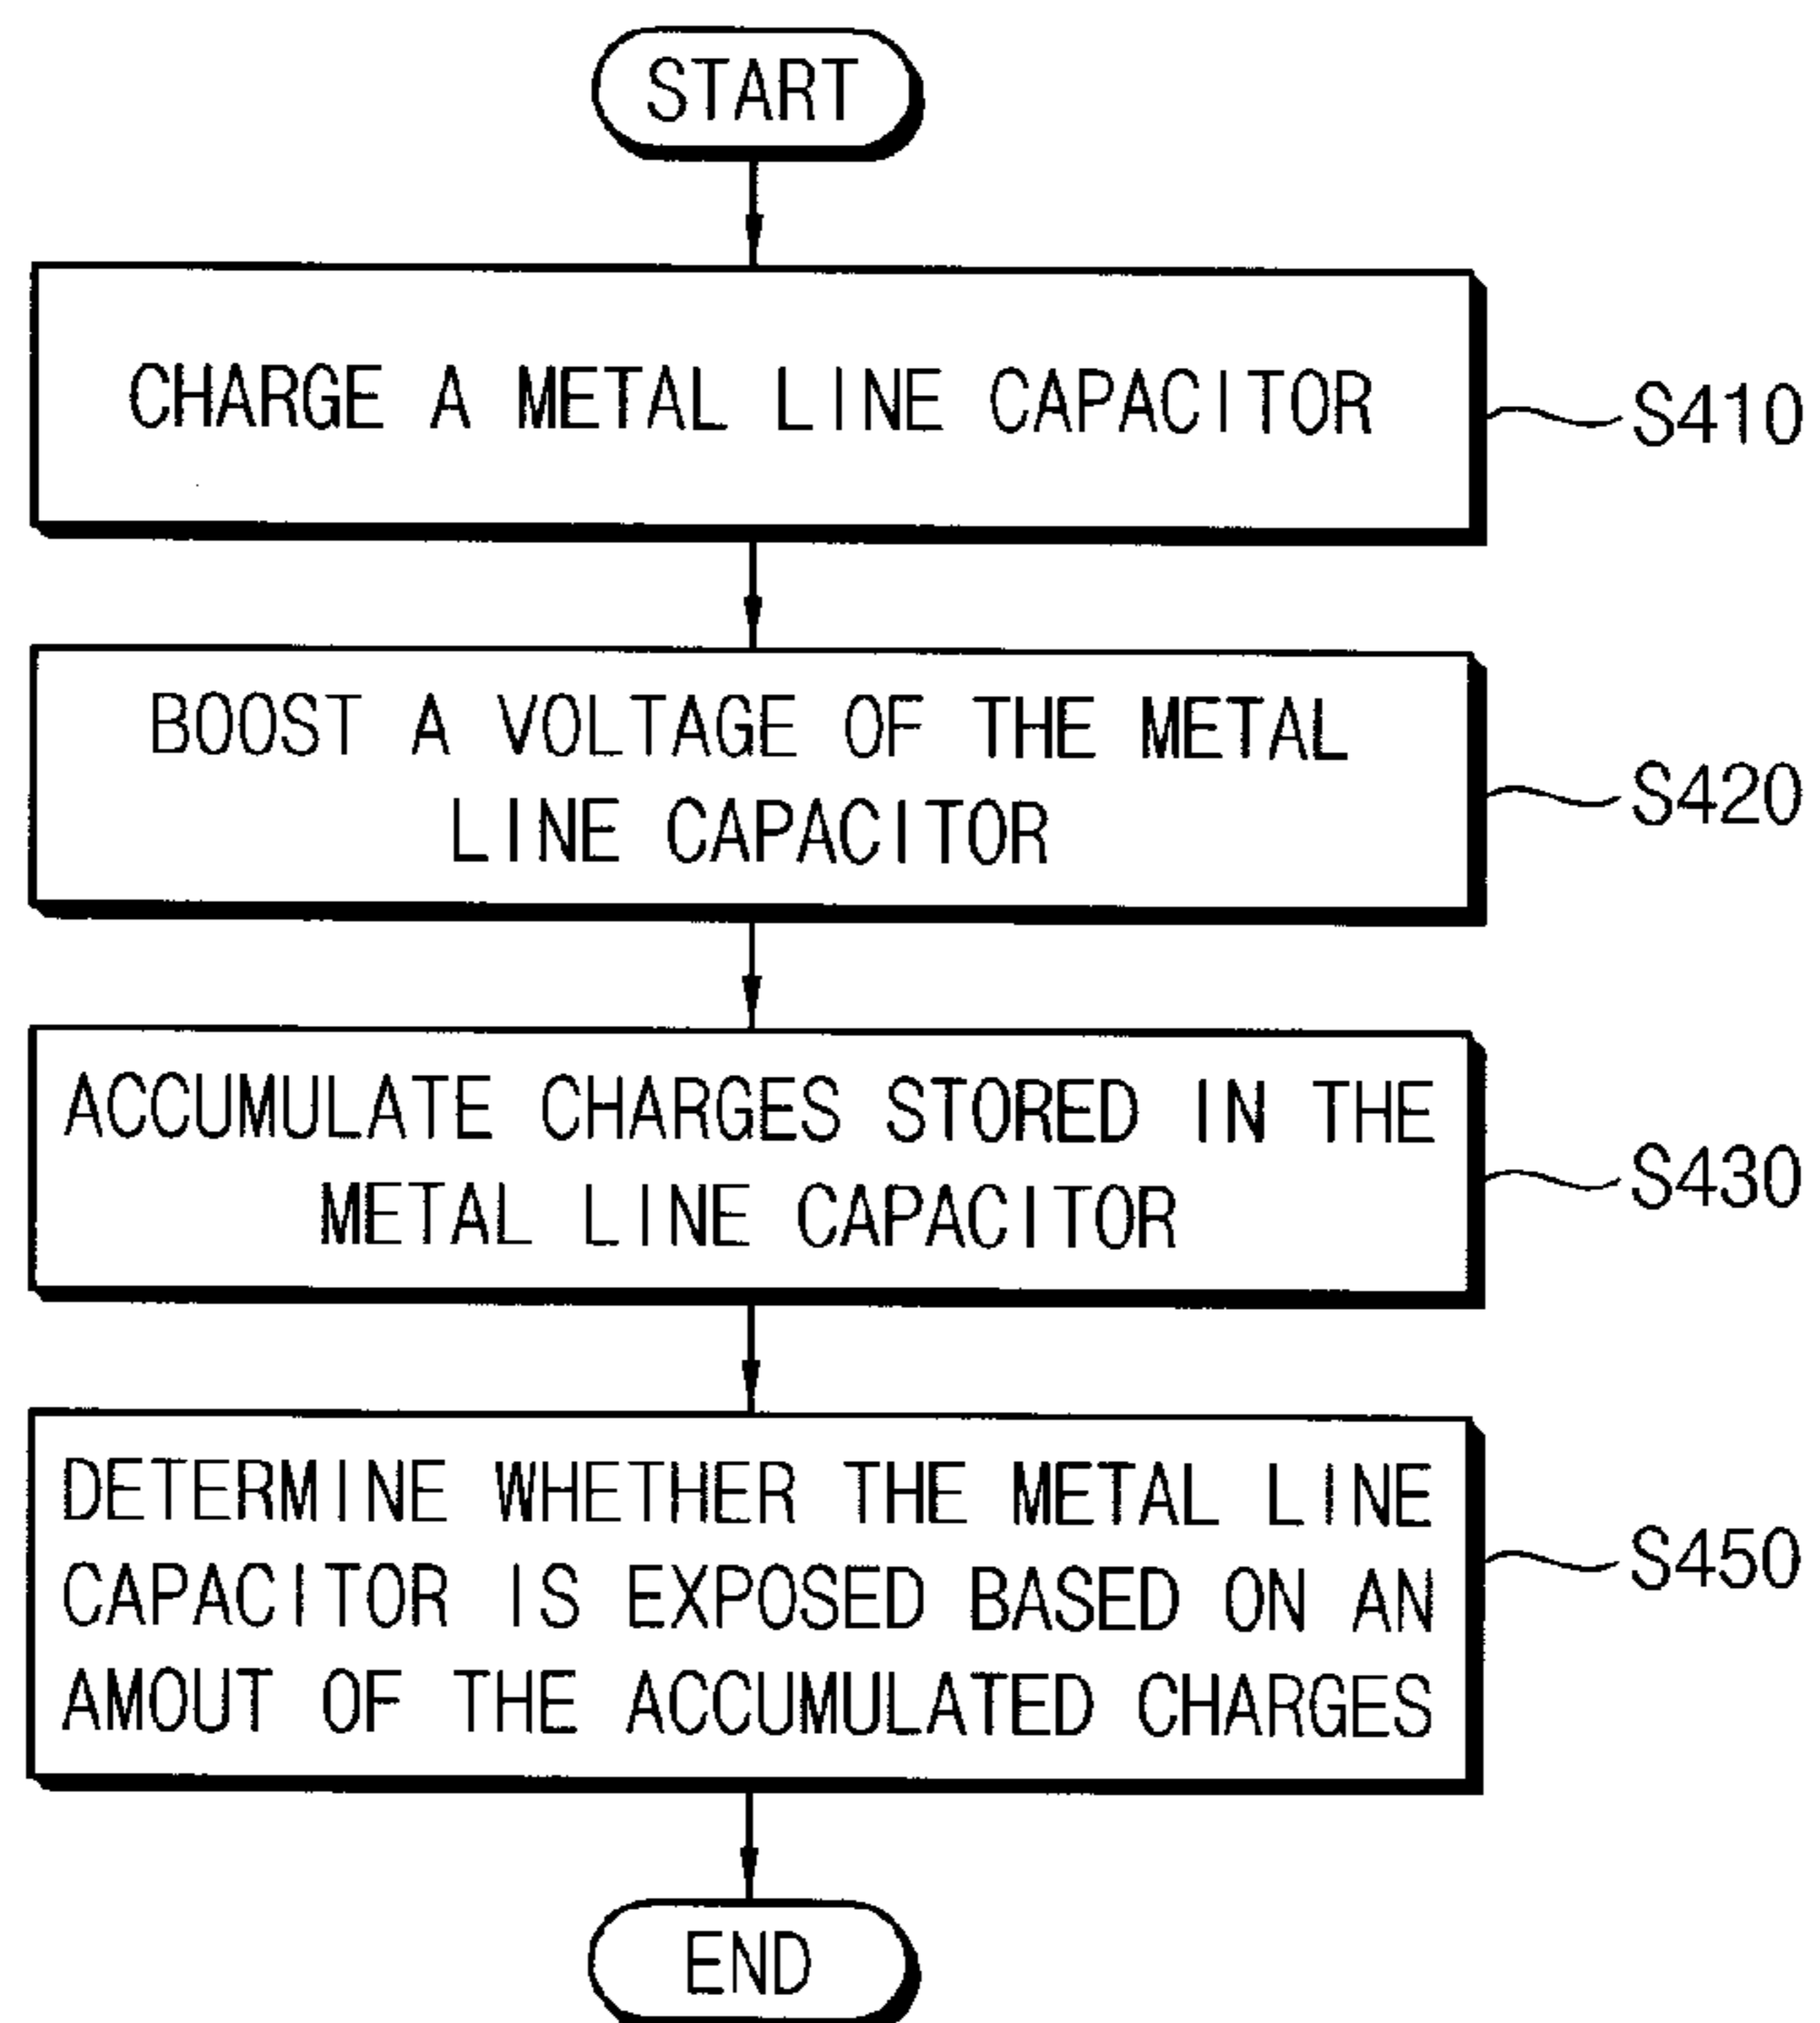 START
CHARGE A METAL LINE CAPACITOR
S410
BOOST A VOLTAGE OF THE METAL
LINE CAPACITOR
S420
ACCUMULATE CHARGES STORED IN THE
METAL LINE CAPACITOR
S430
DETERMINE WHETHER THE METAL LINE
CAPACITOR IS EXPOSED BASED ON AN
AMOUT OF THE ACCUMULATED CHARGES
S450
END